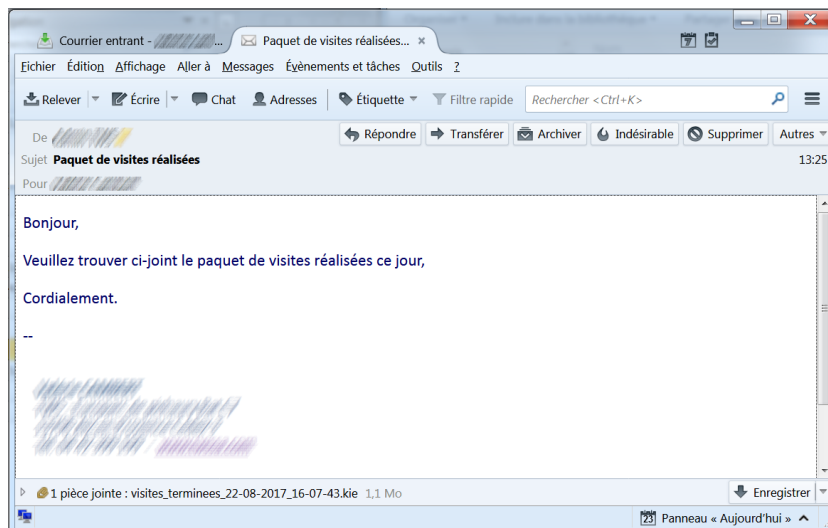 Courrier entrant - ...
Paquet de visites réalisées... ×
Fichier Édition Affichage Aller à Messages Évènements et tâches Outils ?
Relever Écrire Chat Adresses Étiquette Filtre rapide Rechercher <Ctrl+K>
De Répondre Transférer Archiver Indésirable Supprimer Autres
Sujet Paquet de visites réalisées 13:25
Pour
Bonjour,
Veuillez trouver ci-joint le paquet de visites réalisées ce jour,
Cordialement.
--
1 pièce jointe : visites_terminees_22-08-2017_16-07-43.kie 1,1 Mo Enregistrer
23 Panneau « Aujourd'hui »